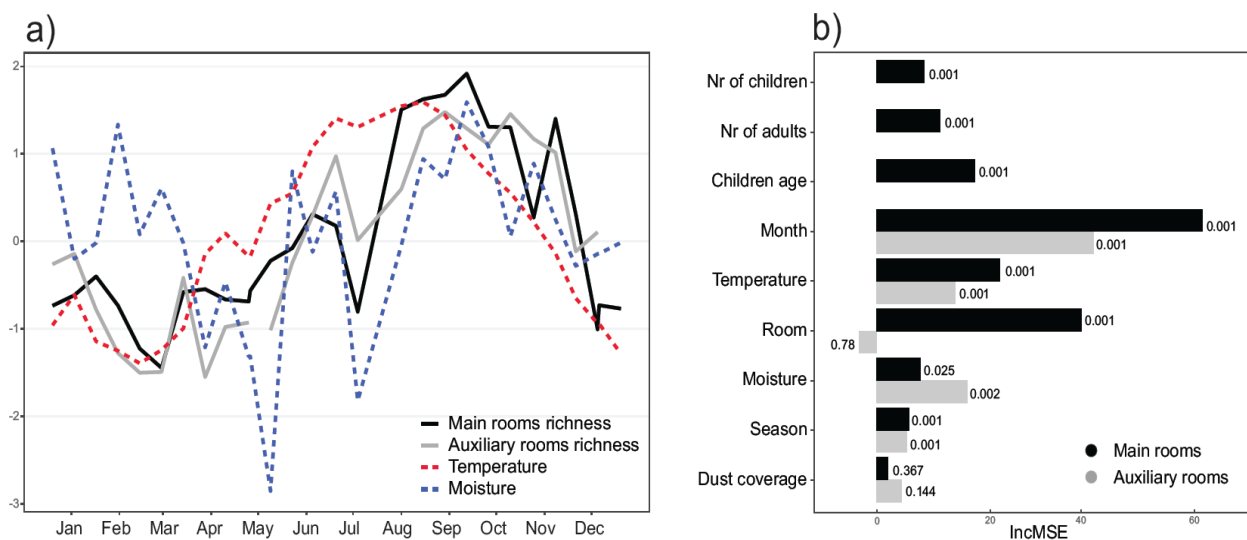 a)
2
1
0
-1
-2
-3
Main rooms richness
Auxiliary rooms richness
Temperature
Moisture
Jan Feb Mar Apr May Jun Jul Aug Sep Oct Nov Dec
b)
Nr of children
0.001
Nr of adults
0.001
Children age
0.001
Month
0.001
0.001
Temperature
0.001
0.001
Room
0.001
0.78
Moisture
0.025
0.002
Season
0.001
0.001
Dust coverage
0.367
0.144
Main rooms
Auxiliary rooms
0 20 40 60
IncMSE